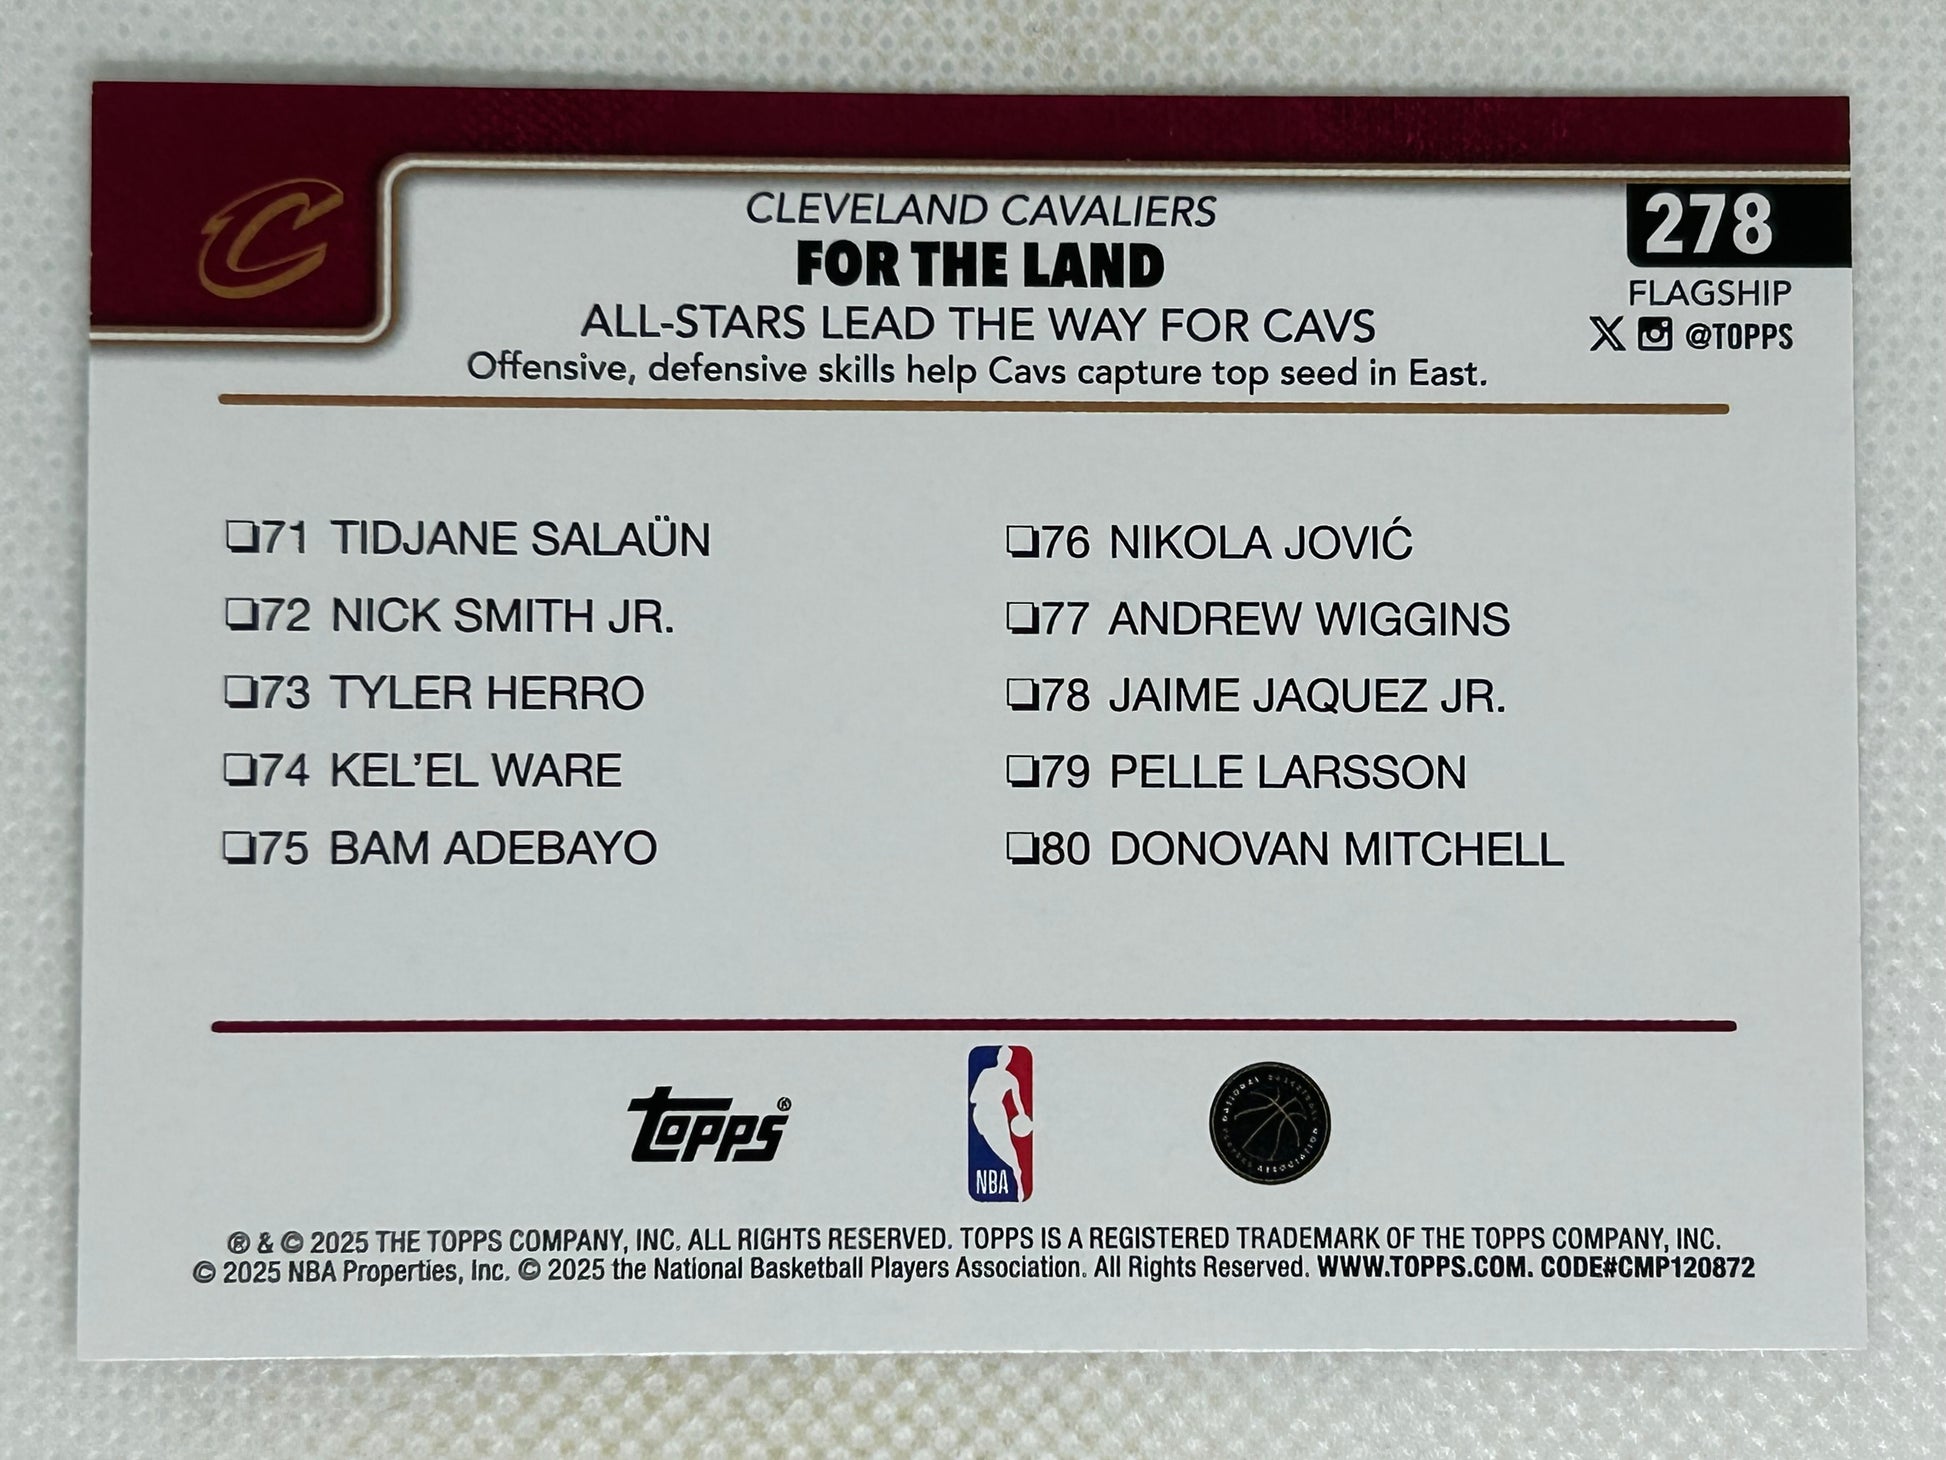 CLEVELAND CAVALIERS
FOR THE LAND
ALL-STARS LEAD THE WAY FOR CAVS
Offensive, defensive skills help Cavs capture top seed in East.
278
FLAGSHIP
@TOPPS
❏71 TIDJANE SALAÜN
❏72 NICK SMITH JR.
❏73 TYLER HERRO
❏74 KEL’EL WARE
❏75 BAM ADEBAYO
❏76 NIKOLA JOVIĆ
❏77 ANDREW WIGGINS
❏78 JAIME JAQUEZ JR.
❏79 PELLE LARSSON
❏80 DONOVAN MITCHELL
topps®
NBA
NATIONAL BASKETBALL PLAYERS ASSOCIATION
® & © 2025 THE TOPPS COMPANY, INC. ALL RIGHTS RESERVED. TOPPS IS A REGISTERED TRADEMARK OF THE TOPPS COMPANY, INC.
© 2025 NBA Properties, Inc. © 2025 the National Basketball Players Association. All Rights Reserved. WWW.TOPPS.COM. CODE#CMP120872